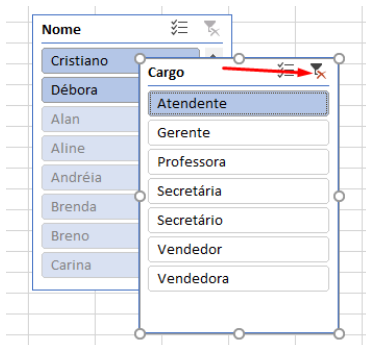 Nome
Cristiano
Débora
Alan
Aline
Andréia
Brenda
Breno
Carina
Cargo
Atendente
Gerente
Professora
Secretária
Secretário
Vendedor
Vendedora